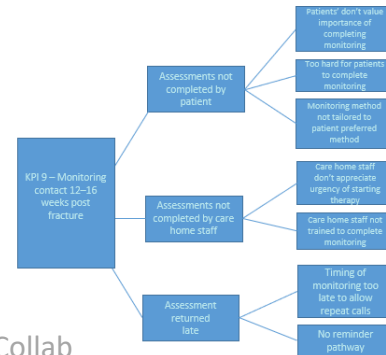 Patients' don't value
importance of
completing
monitoring
Too hard for patients
to complete
monitoring
Monitoring method
not tailored to
patient preferred
method
Assessments not
completed by
patient
KPI 9 – Monitoring
contact 12–16
weeks post
fracture
Care home staff
don't appreciate
urgency of starting
therapy
Care home staff not
trained to complete
monitoring
Assessments not
completed by care
home staff
Timing of
monitoring too
late to allow
repeat calls
No reminder
pathway
Assessment
returned
late
Collab